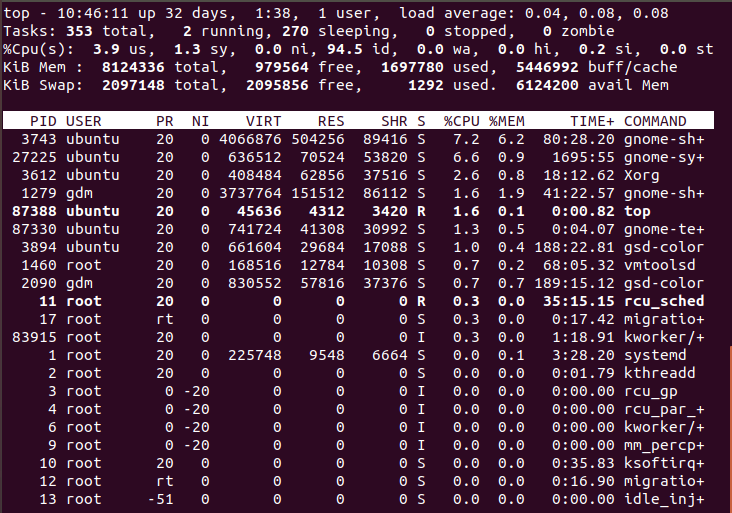 top - 10:46:11 up 32 days,  1:38,  1 user,  load average: 0.04, 0.08, 0.08
Tasks: 353 total,   2 running, 270 sleeping,   0 stopped,   0 zombie
%Cpu(s):  3.9 us,  1.3 sy,  0.0 ni, 94.5 id,  0.0 wa,  0.0 hi,  0.2 si,  0.0 st
KiB Mem :  8124336 total,   979564 free,  1697780 used,  5446992 buff/cache
KiB Swap:  2097148 total,  2095856 free,     1292 used.  6124200 avail Mem
PID USER      PR  NI    VIRT    RES    SHR S  %CPU %MEM     TIME+ COMMAND
3743 ubuntu    20   0 4066876 504256  89416 S   7.2  6.2  80:28.20 gnome-sh+
27225 ubuntu    20   0  636512  70524  53820 S   6.6  0.9   1695:55 gnome-sy+
3612 ubuntu    20   0  408484  62856  37516 S   2.6  0.8  18:12.62 Xorg
1279 gdm       20   0 3737764 151512  86112 S   1.6  1.9  41:22.57 gnome-sh+
87388 ubuntu    20   0   45636   4312   3420 R   1.6  0.1   0:00.82 top
87330 ubuntu    20   0  741724  41308  30992 S   1.3  0.5   0:04.07 gnome-te+
3894 ubuntu    20   0  661604  29684  17088 S   1.0  0.4 188:22.81 gsd-color
1460 root      20   0  168516  12784  10308 S   0.7  0.2  68:05.32 vmtoolsd
2090 gdm       20   0  830552  57816  37376 S   0.7  0.7 189:15.12 gsd-color
11 root      20   0       0      0      0 R   0.3  0.0  35:15.15 rcu_sched
17 root      rt   0       0      0      0 S   0.3  0.0   0:17.42 migratio+
83915 root      20   0       0      0      0 I   0.3  0.0   1:18.91 kworker/+
1 root      20   0  225748   9548   6664 S   0.0  0.1   3:28.20 systemd
2 root      20   0       0      0      0 S   0.0  0.0   0:01.79 kthreadd
3 root       0 -20       0      0      0 I   0.0  0.0   0:00.00 rcu_gp
4 root       0 -20       0      0      0 I   0.0  0.0   0:00.00 rcu_par_+
6 root       0 -20       0      0      0 I   0.0  0.0   0:00.00 kworker/+
9 root       0 -20       0      0      0 I   0.0  0.0   0:00.00 mm_percp+
10 root      20   0       0      0      0 S   0.0  0.0   0:35.83 ksoftirq+
12 root      rt   0       0      0      0 S   0.0  0.0   0:16.90 migratio+
13 root     -51   0       0      0      0 S   0.0  0.0   0:00.00 idle_inj+